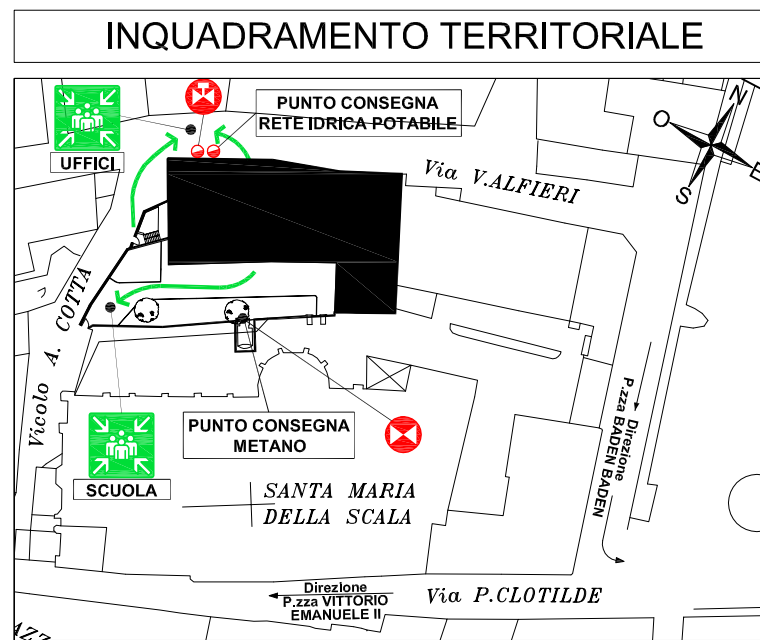 INQUADRAMENTO TERRITORIALE
PUNTO CONSEGNA
RETE IDRICA POTABILE
UFFICI
N
O
E
S
Via V.ALFIERI
Vicolo A. COTTA
PUNTO CONSEGNA
METANO
SCUOLA
SANTA MARIA
DELLA SCALA
Direzione
P.zza BADEN BADEN
Direzione
P.zza VITTORIO
EMANUELE II
Via P.CLOTILDE